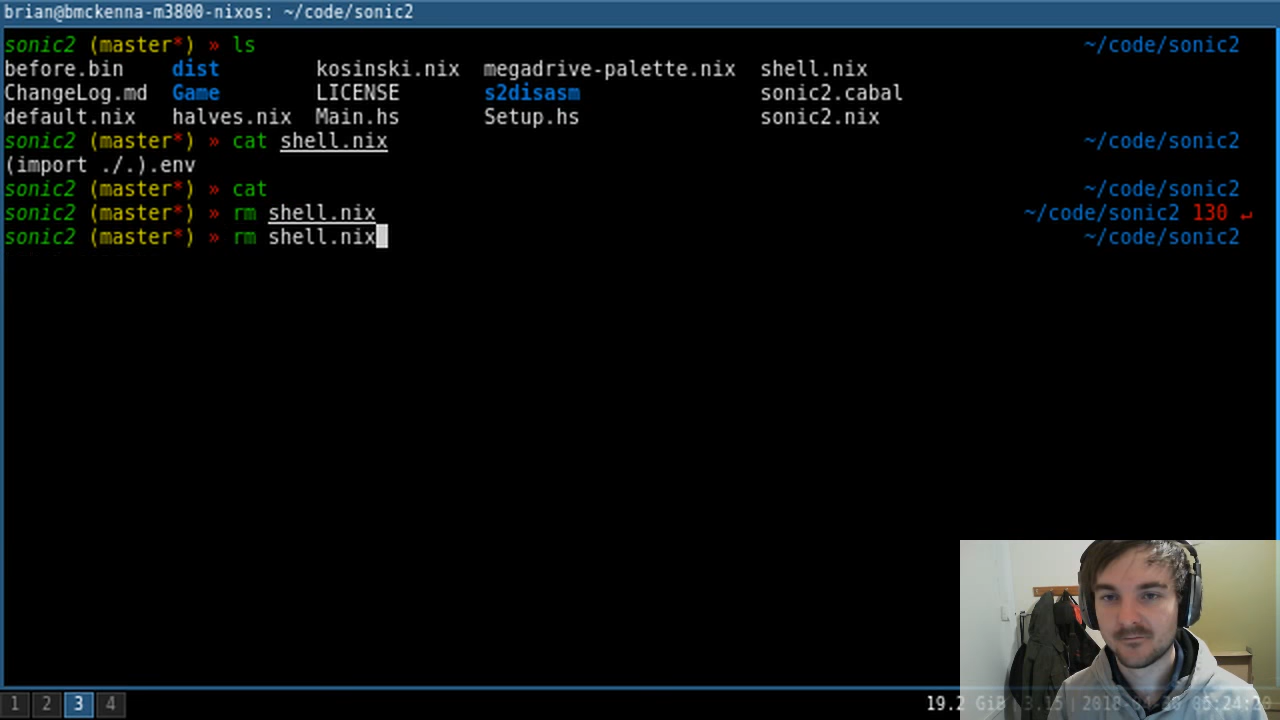 brian@bmckenna-m3800-nixos: ~/code/sonic2
sonic2 (master*) » ls ~/code/sonic2
before.bin dist kosinski.nix megadrive-palette.nix shell.nix
ChangeLog.md Game LICENSE s2disasm sonic2.cabal
default.nix halves.nix Main.hs Setup.hs sonic2.nix
sonic2 (master*) » cat shell.nix ~/code/sonic2
(import ./.).env
sonic2 (master*) » cat ~/code/sonic2
sonic2 (master*) » rm shell.nix ~/code/sonic2 130 ↵
sonic2 (master*) » rm shell.nix ~/code/sonic2
1 2 3 4 19.2 GiB | 3.15 |